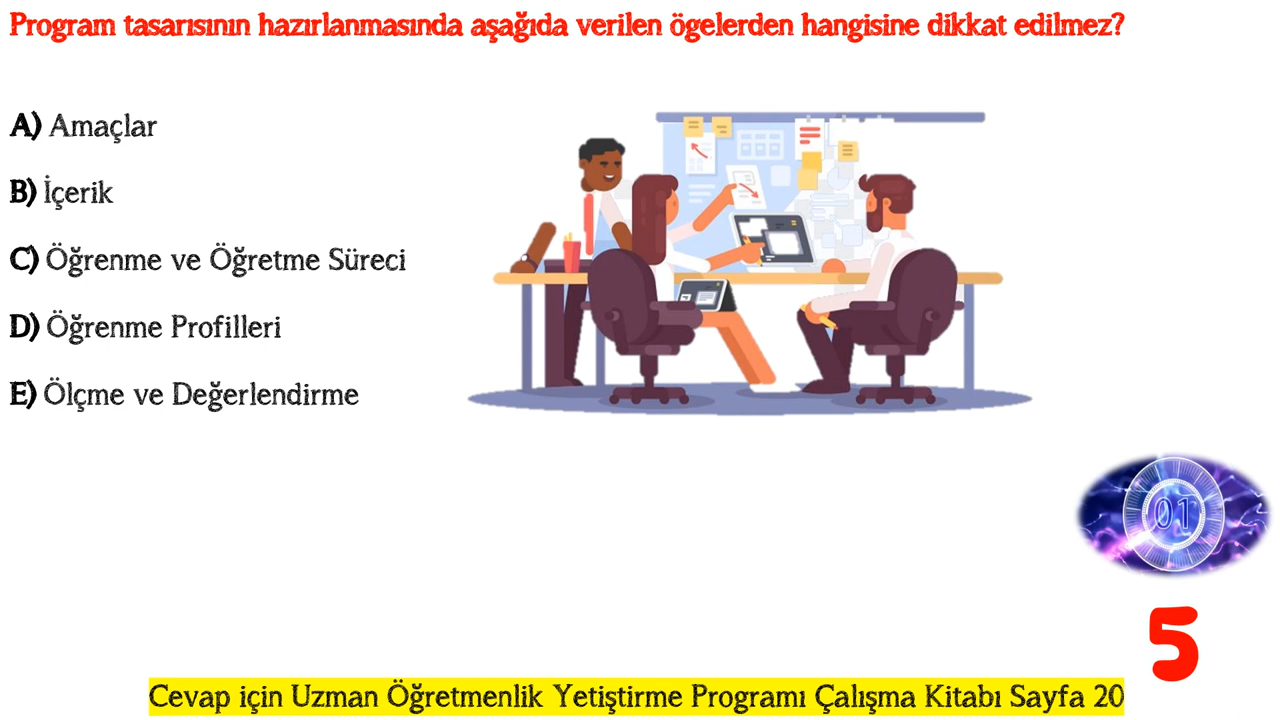 Program tasarısının hazırlanmasında aşağıda verilen ögelerden hangisine dikkat edilmez?
A) Amaçlar
B) İçerik
C) Öğrenme ve Öğretme Süreci
D) Öğrenme Profilleri
E) Ölçme ve Değerlendirme
01
5
Cevap için Uzman Öğretmenlik Yetiştirme Programı Çalışma Kitabı Sayfa 20